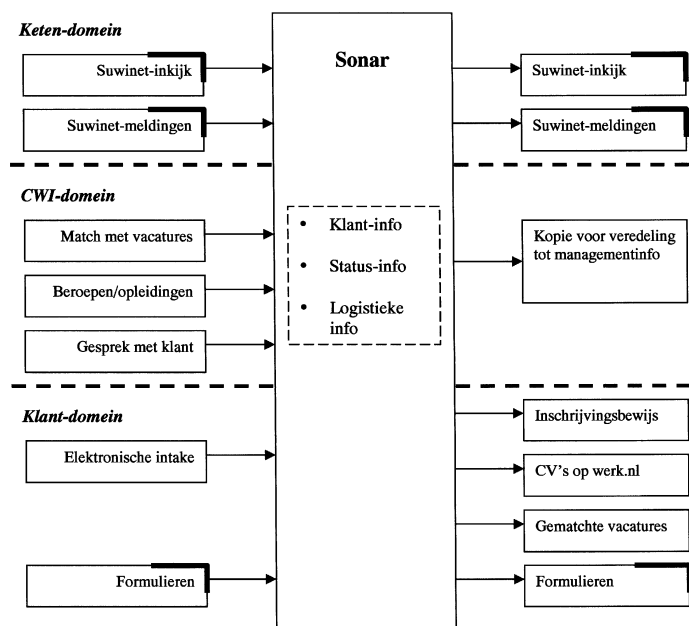 Keten-domein
Sonar
Suwinet-inkijk
Suwinet-inkijk
Suwinet-meldingen
Suwinet-meldingen
CWI-domein
Match met vacatures
Beroepen/opleidingen
Gesprek met klant
• Klant-info
• Status-info
• Logistieke
info
Kopie voor veredeling
tot managementinfo
Klant-domein
Elektronische intake
Formulieren
Inschrijvingsbewijs
CV's op werk.nl
Gematchte vacatures
Formulieren